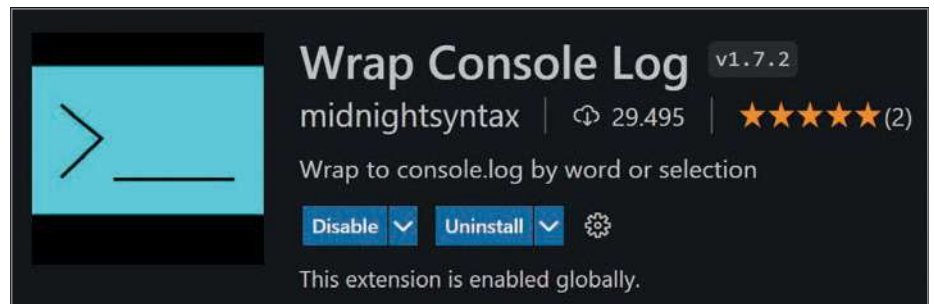 Wrap Console Log v1.7.2
midnightsyntax | 29.495 | ★★★★★(2)
Wrap to console.log by word or selection
Disable Uninstall
This extension is enabled globally.